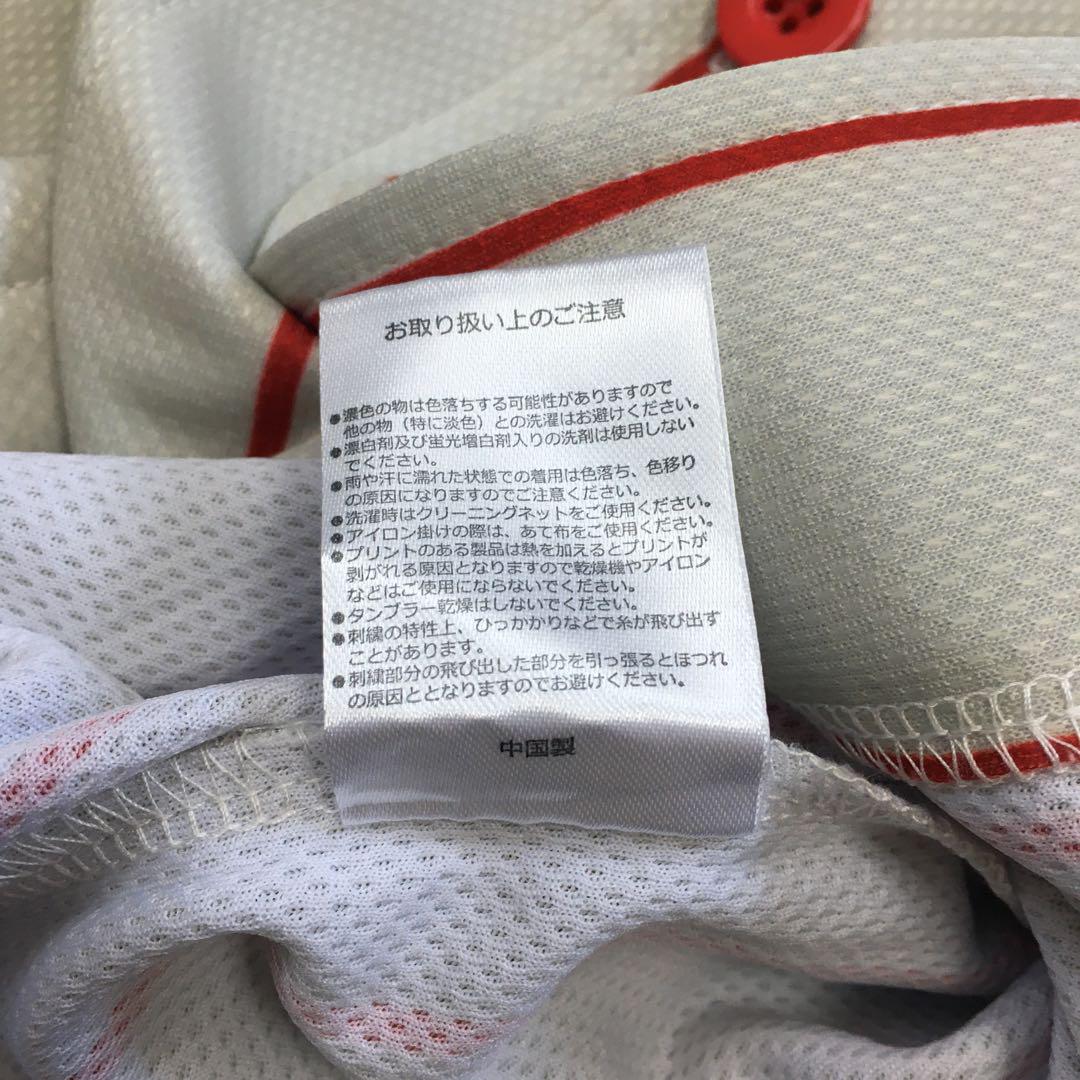 お取り扱い上のご注意
●濃色の物は色落ちする可能性がありますので
他の物（特に淡色）との洗濯はお避けください。
●漂白剤及び蛍光増白剤入りの洗剤は使用しない
でください。
●雨や汗に濡れた状態での着用は色落ち、色移り
の原因になりますのでご注意ください。
●洗濯時はクリーニングネットをご使用ください。
●アイロン掛けの際は、あて布をご使用ください。
●プリントのある製品は熱を加えるとプリントが
剥がれる原因となりますので乾燥機やアイロン
などはご使用にならないでください。
●タンブラー乾燥はしないでください。
●刺繍の特性上、ひっかかりなどで糸が飛び出す
ことがあります。
●刺繍部分の飛び出した部分を引っ張るとほつれ
の原因ととなりますのでお避けください。
中国製